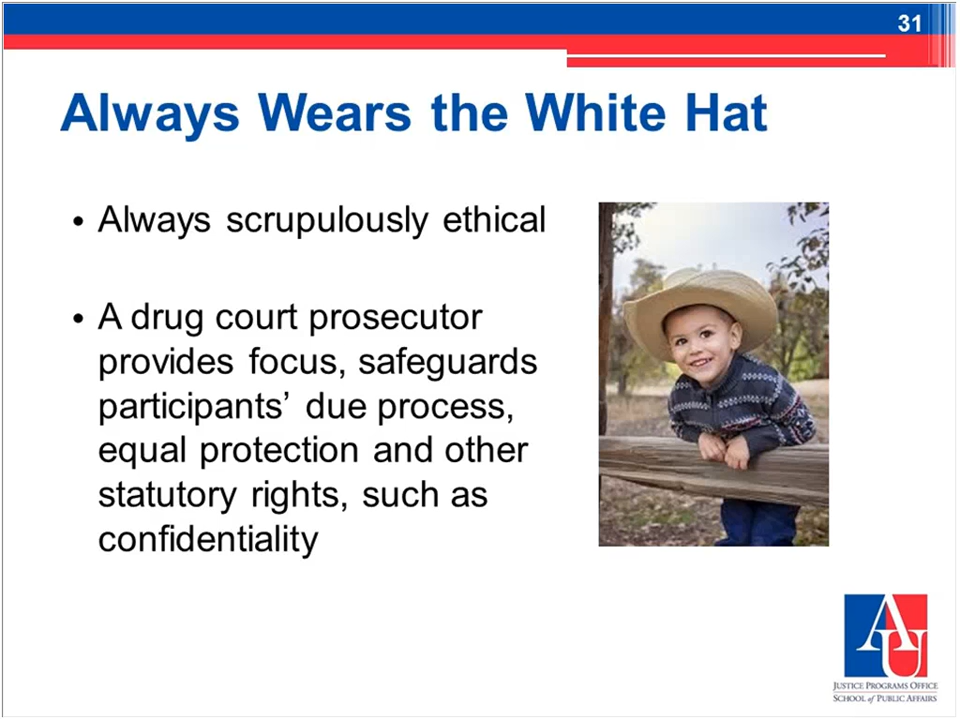 31
Always Wears the White Hat
• Always scrupulously ethical
• A drug court prosecutor
provides focus, safeguards
participants’ due process,
equal protection and other
statutory rights, such as
confidentiality
AU
JUSTICE PROGRAMS OFFICE
SCHOOL of PUBLIC AFFAIRS